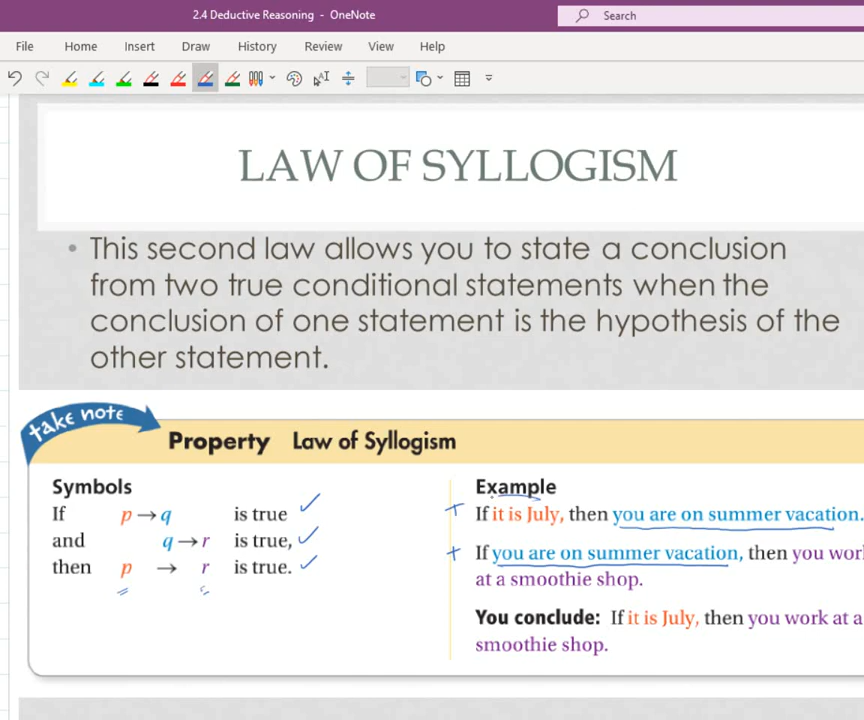 2.4 Deductive Reasoning - OneNote
Search
File Home Insert Draw History Review View Help
LAW OF SYLLOGISM
• This second law allows you to state a conclusion
from two true conditional statements when the
conclusion of one statement is the hypothesis of the
other statement.
take note
Property Law of Syllogism
Symbols
If p → q is true
and q → r is true,
then p → r is true.
Example
If it is July, then you are on summer vacation.
If you are on summer vacation, then you wor
at a smoothie shop.
You conclude: If it is July, then you work at a
smoothie shop.